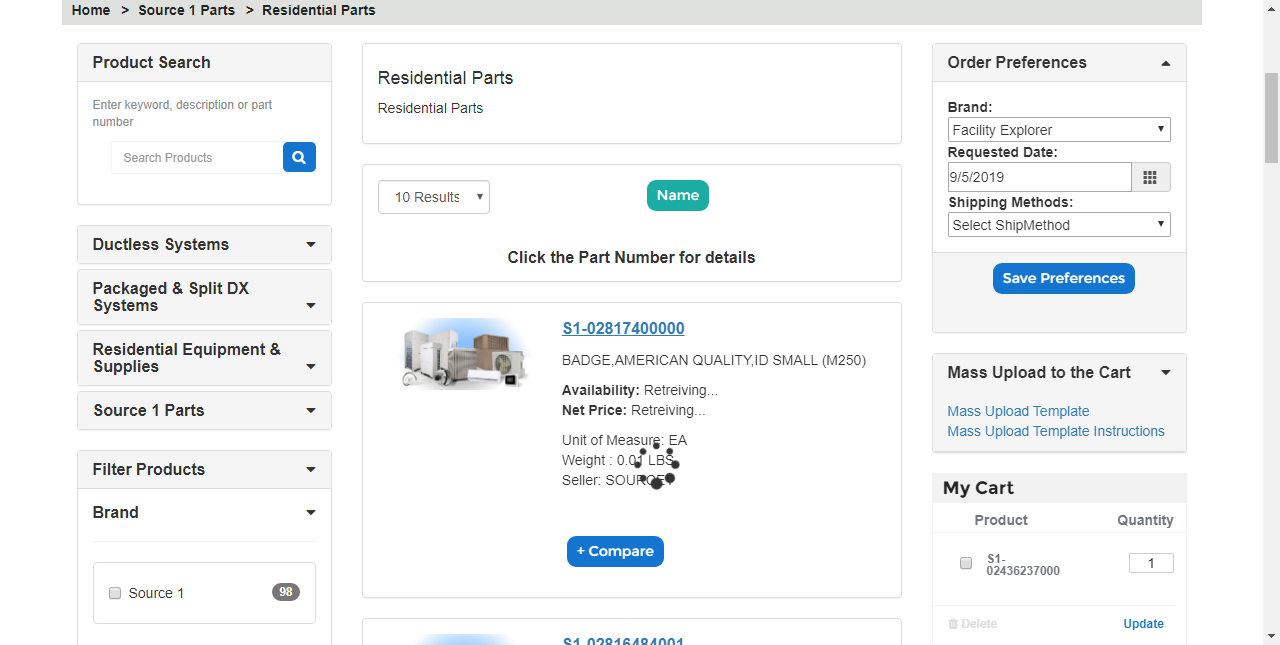 Home > Source 1 Parts > Residential Parts
Product Search
Enter keyword, description or part
number
Search Products
Ductless Systems
Packaged & Split DX
Systems
Residential Equipment &
Supplies
Source 1 Parts
Filter Products
Brand
Source 1 98
Residential Parts
Residential Parts
10 Results
Name
Click the Part Number for details
S1-02817400000
BADGE,AMERICAN QUALITY,ID SMALL (M250)
Availability: Retreiving...
Net Price: Retreiving...
Unit of Measure: EA
Weight : 0.01 LBS
Seller: SOURCE1
+ Compare
S1-02816484001
Order Preferences
Brand:
Facility Explorer
Requested Date:
9/5/2019
Shipping Methods:
Select ShipMethod
Save Preferences
Mass Upload to the Cart
Mass Upload Template
Mass Upload Template Instructions
My Cart
Product Quantity
S1-
02436237000
1
Delete Update